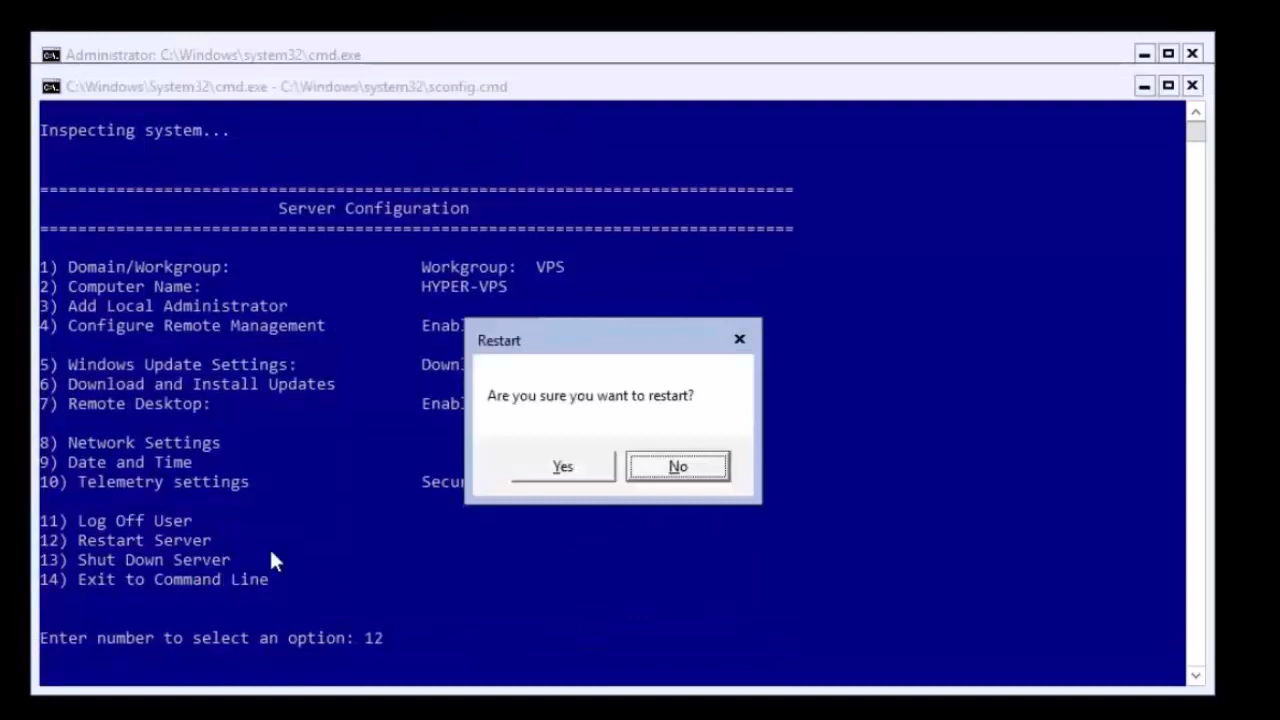 Administrator: C:\Windows\system32\cmd.exe
C:\Windows\System32\cmd.exe - C:\Windows\system32\sconfig.cmd
Inspecting system...
===============================================================================
Server Configuration
===============================================================================
1) Domain/Workgroup: Workgroup: VPS
2) Computer Name: HYPER-VPS
3) Add Local Administrator
4) Configure Remote Management Enabl
5) Windows Update Settings: Downl
6) Download and Install Updates
7) Remote Desktop: Enabl
8) Network Settings
9) Date and Time
10) Telemetry settings Secur
11) Log Off User
12) Restart Server
13) Shut Down Server
14) Exit to Command Line
Enter number to select an option: 12
Restart
Are you sure you want to restart?
Yes No